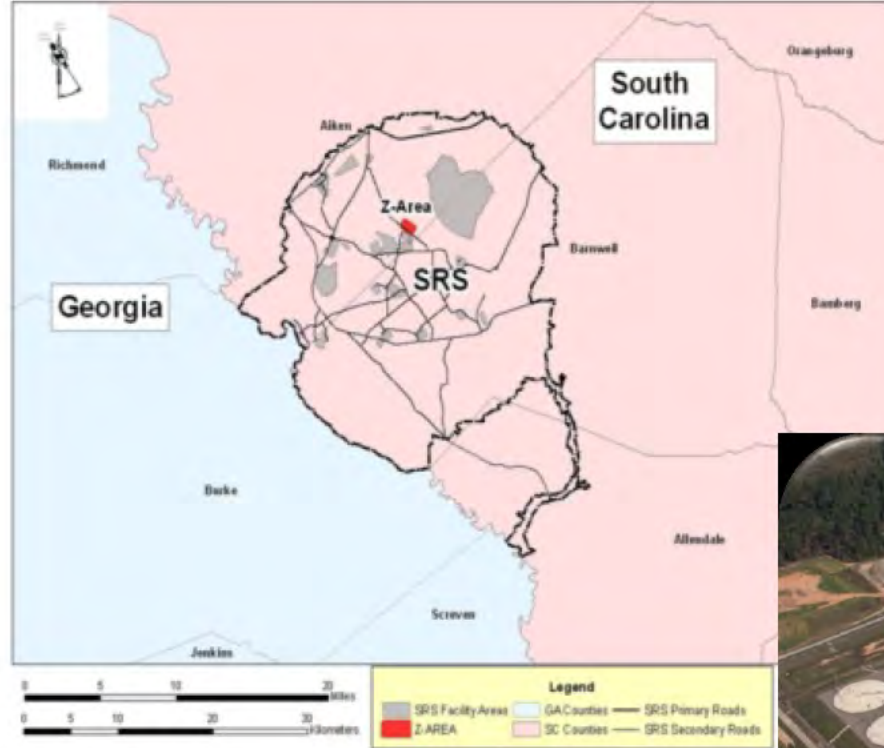 Orangeburg
South
Carolina
Aiken
Richmond
Z-Area
Barnwell
SRS
Georgia
Bamberg
Burke
Allendale
Screven
Jenkins
0 5 10 20
Miles
0 5 10 20 30
Kilometers
Legend
SRS Facility Areas GA Counties SRS Primary Roads
Z-AREA SC Counties SRS Secondary Roads